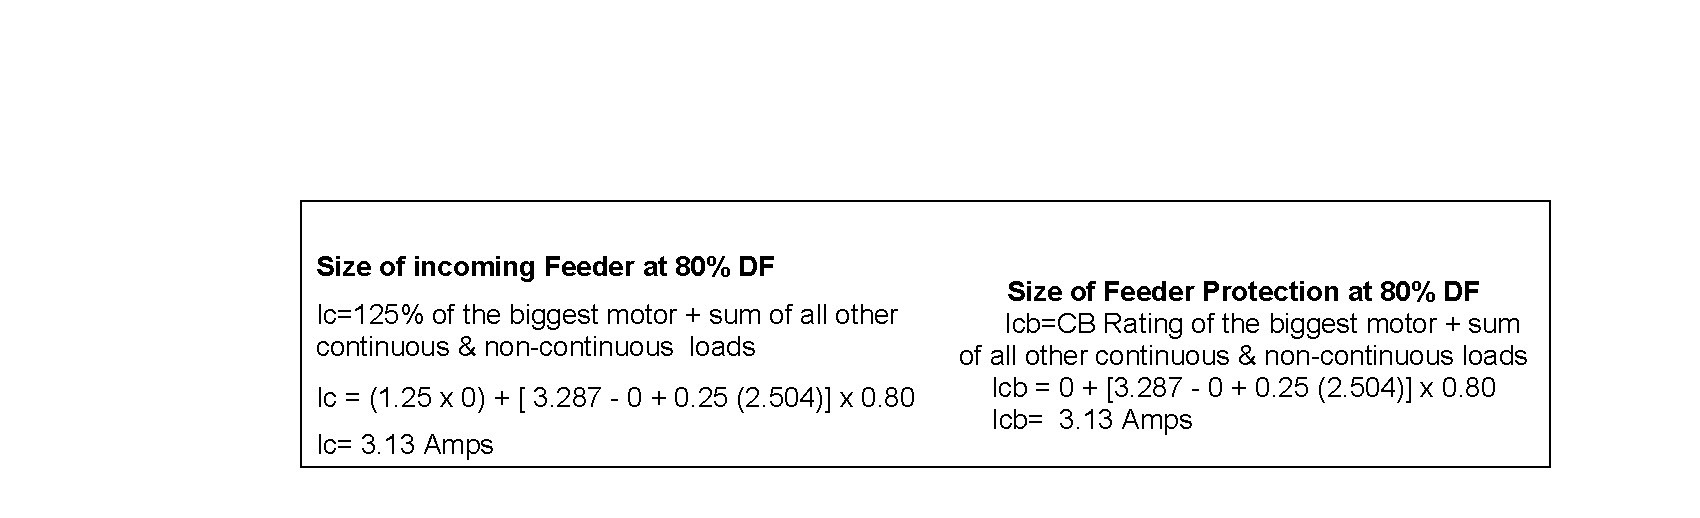 Size of incoming Feeder at 80% DF
Ic=125% of the biggest motor + sum of all other
continuous & non-continuous loads
Ic = (1.25 x 0) + [ 3.287 - 0 + 0.25 (2.504)] x 0.80
Ic= 3.13 Amps
Size of Feeder Protection at 80% DF
Icb=CB Rating of the biggest motor + sum
of all other continuous & non-continuous loads
Icb = 0 + [3.287 - 0 + 0.25 (2.504)] x 0.80
Icb= 3.13 Amps